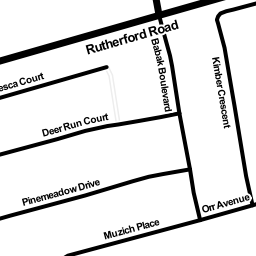 Rutherford Road
Babak Boulevard
Kimber Crescent
esca Court
Deer Run Court
Pinemeadow Drive
Orr Avenue
Muzich Place